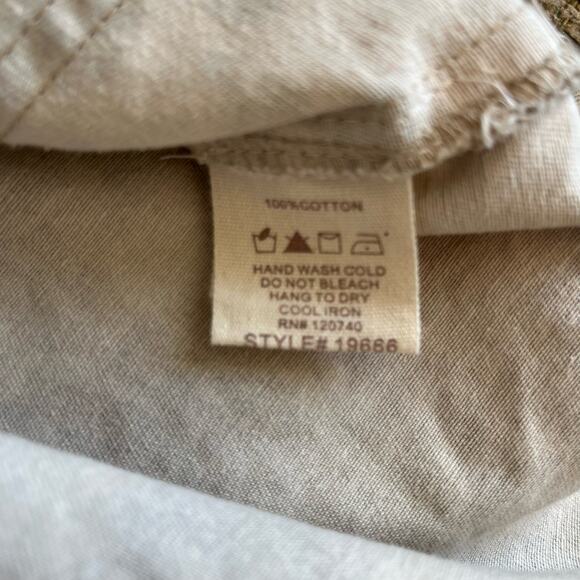 100%COTTON
HAND WASH COLD
DO NOT BLEACH
HANG TO DRY
COOL IRON
RN# 120740
STYLE# 19666